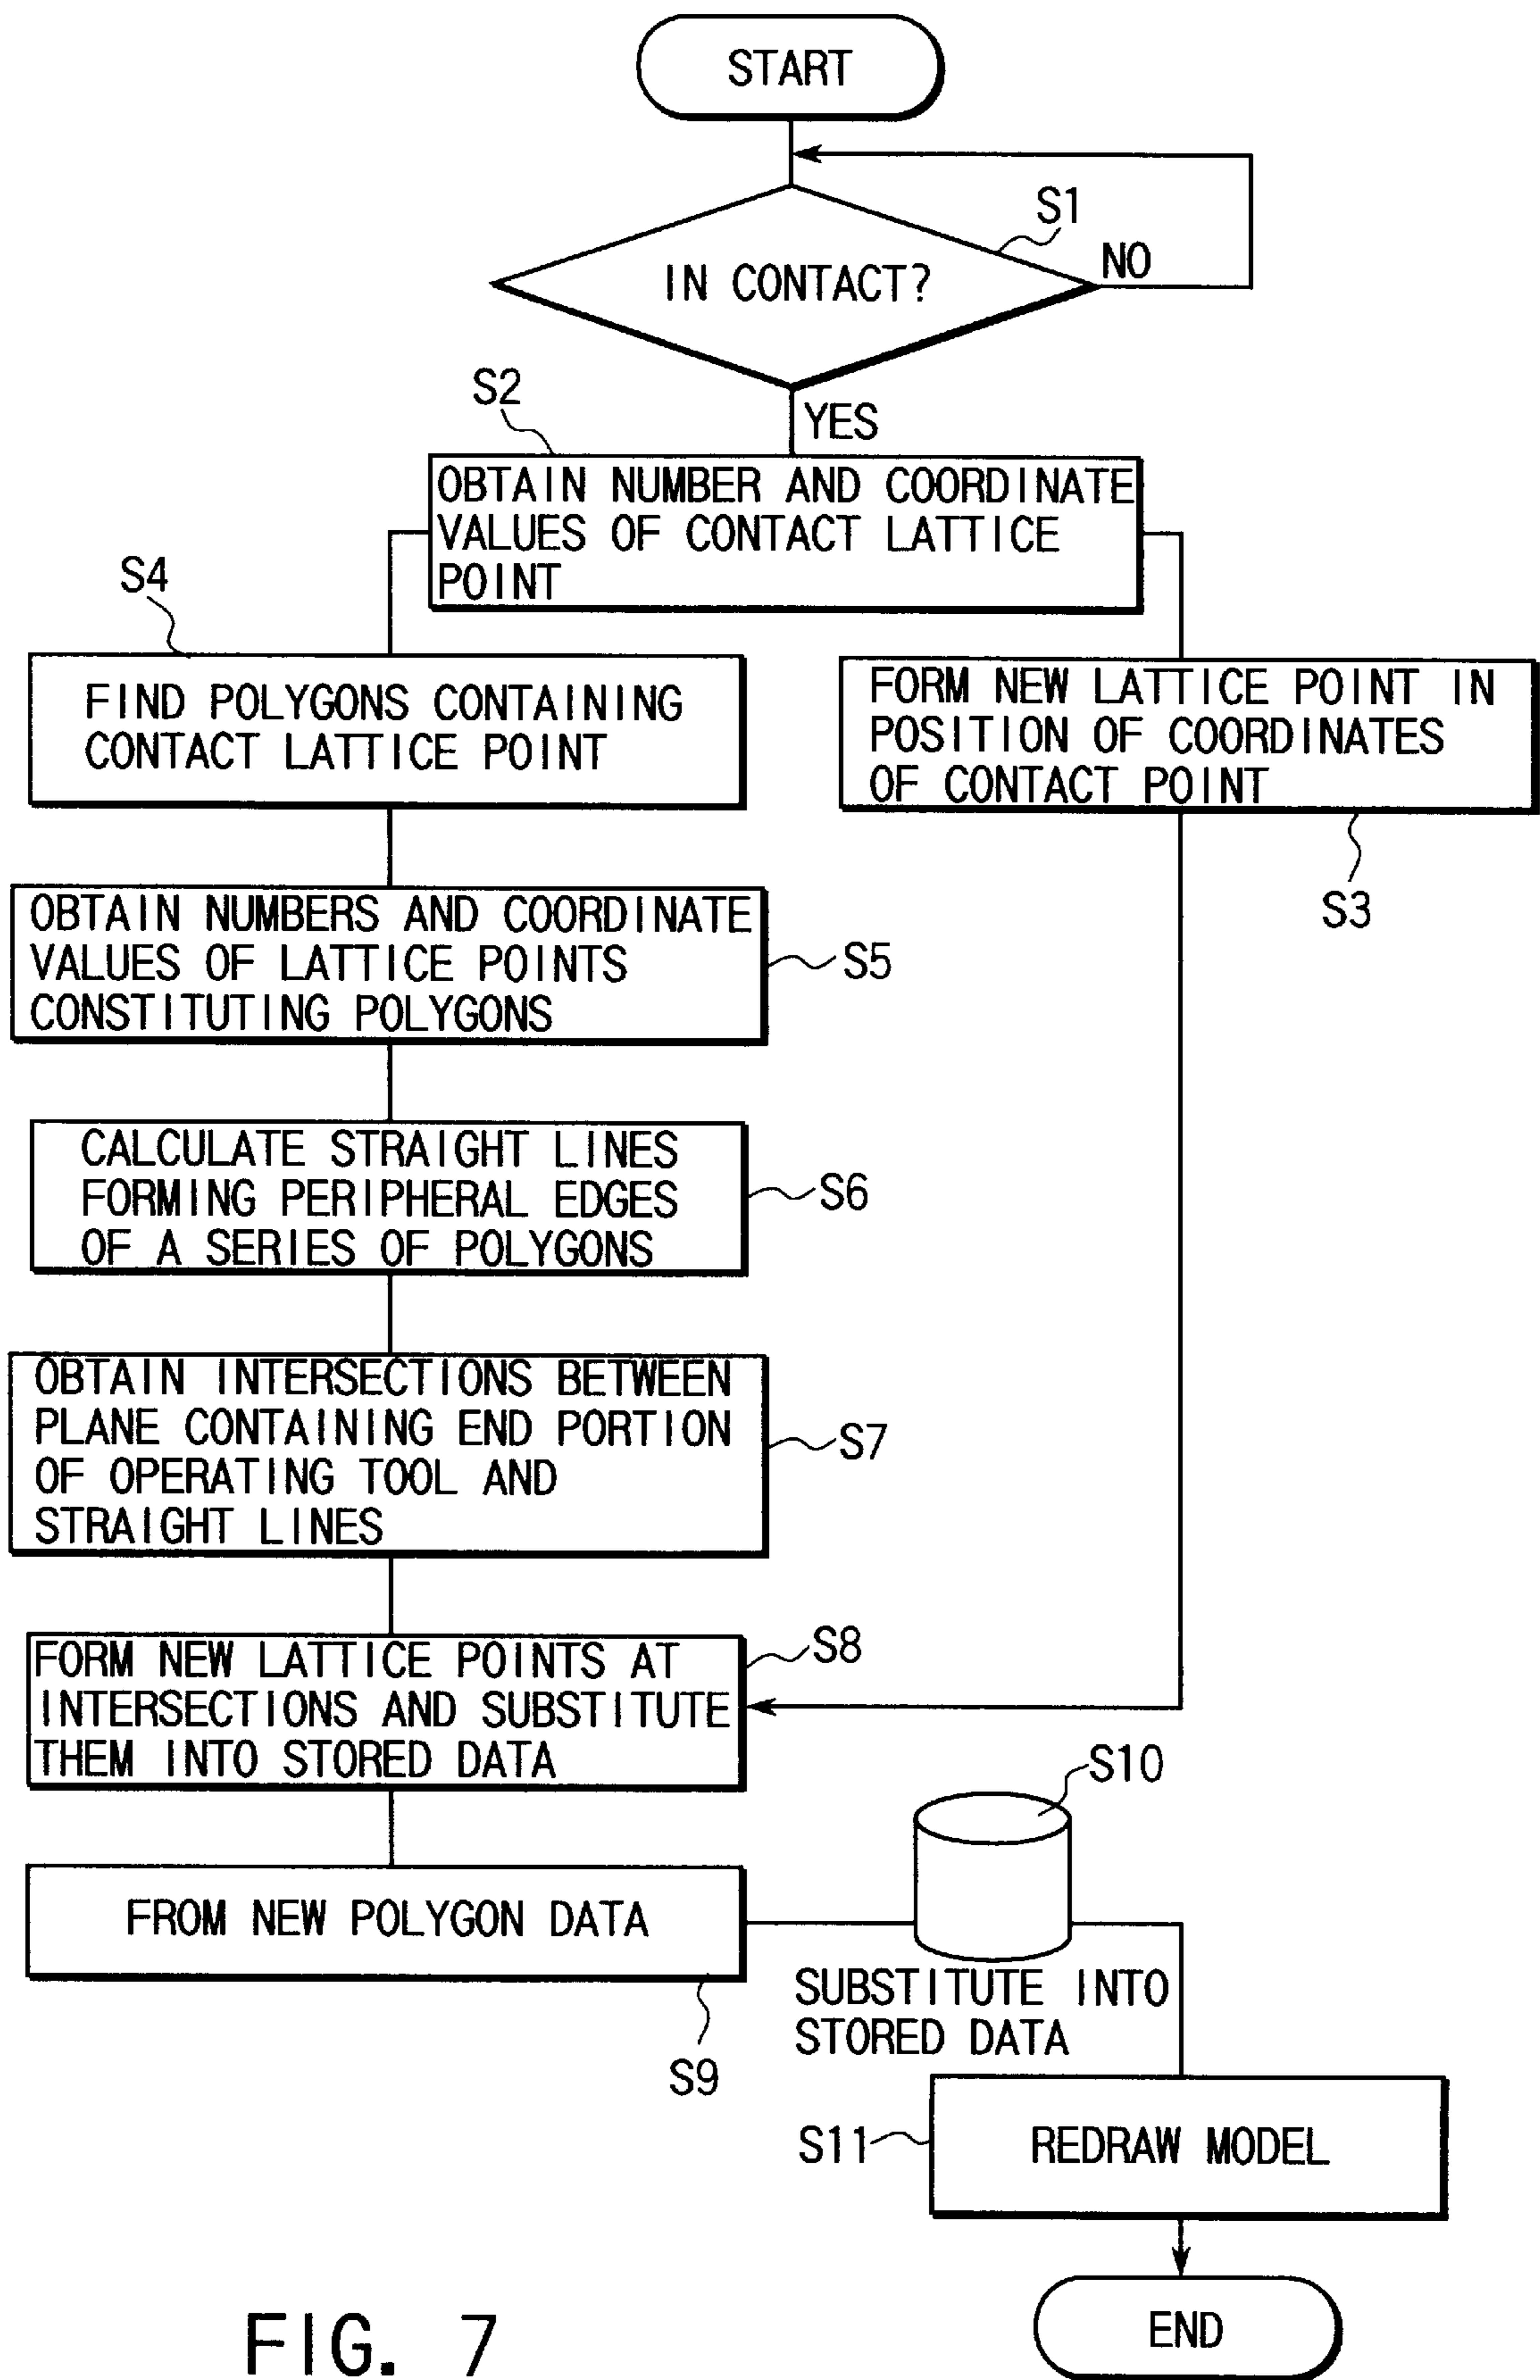 START
S1
IN CONTACT?
NO
S2
YES
OBTAIN NUMBER AND COORDINATE
VALUES OF CONTACT LATTICE
POINT
S4
FIND POLYGONS CONTAINING
CONTACT LATTICE POINT
FORM NEW LATTICE POINT IN
POSITION OF COORDINATES
OF CONTACT POINT
S3
OBTAIN NUMBERS AND COORDINATE
VALUES OF LATTICE POINTS
CONSTITUTING POLYGONS
S5
CALCULATE STRAIGHT LINES
FORMING PERIPHERAL EDGES
OF A SERIES OF POLYGONS
S6
OBTAIN INTERSECTIONS BETWEEN
PLANE CONTAINING END PORTION
OF OPERATING TOOL AND
STRAIGHT LINES
S7
FORM NEW LATTICE POINTS AT
INTERSECTIONS AND SUBSTITUTE
THEM INTO STORED DATA
S8
S10
FROM NEW POLYGON DATA
S9
SUBSTITUTE INTO
STORED DATA
S11
REDRAW MODEL
END
FIG. 7